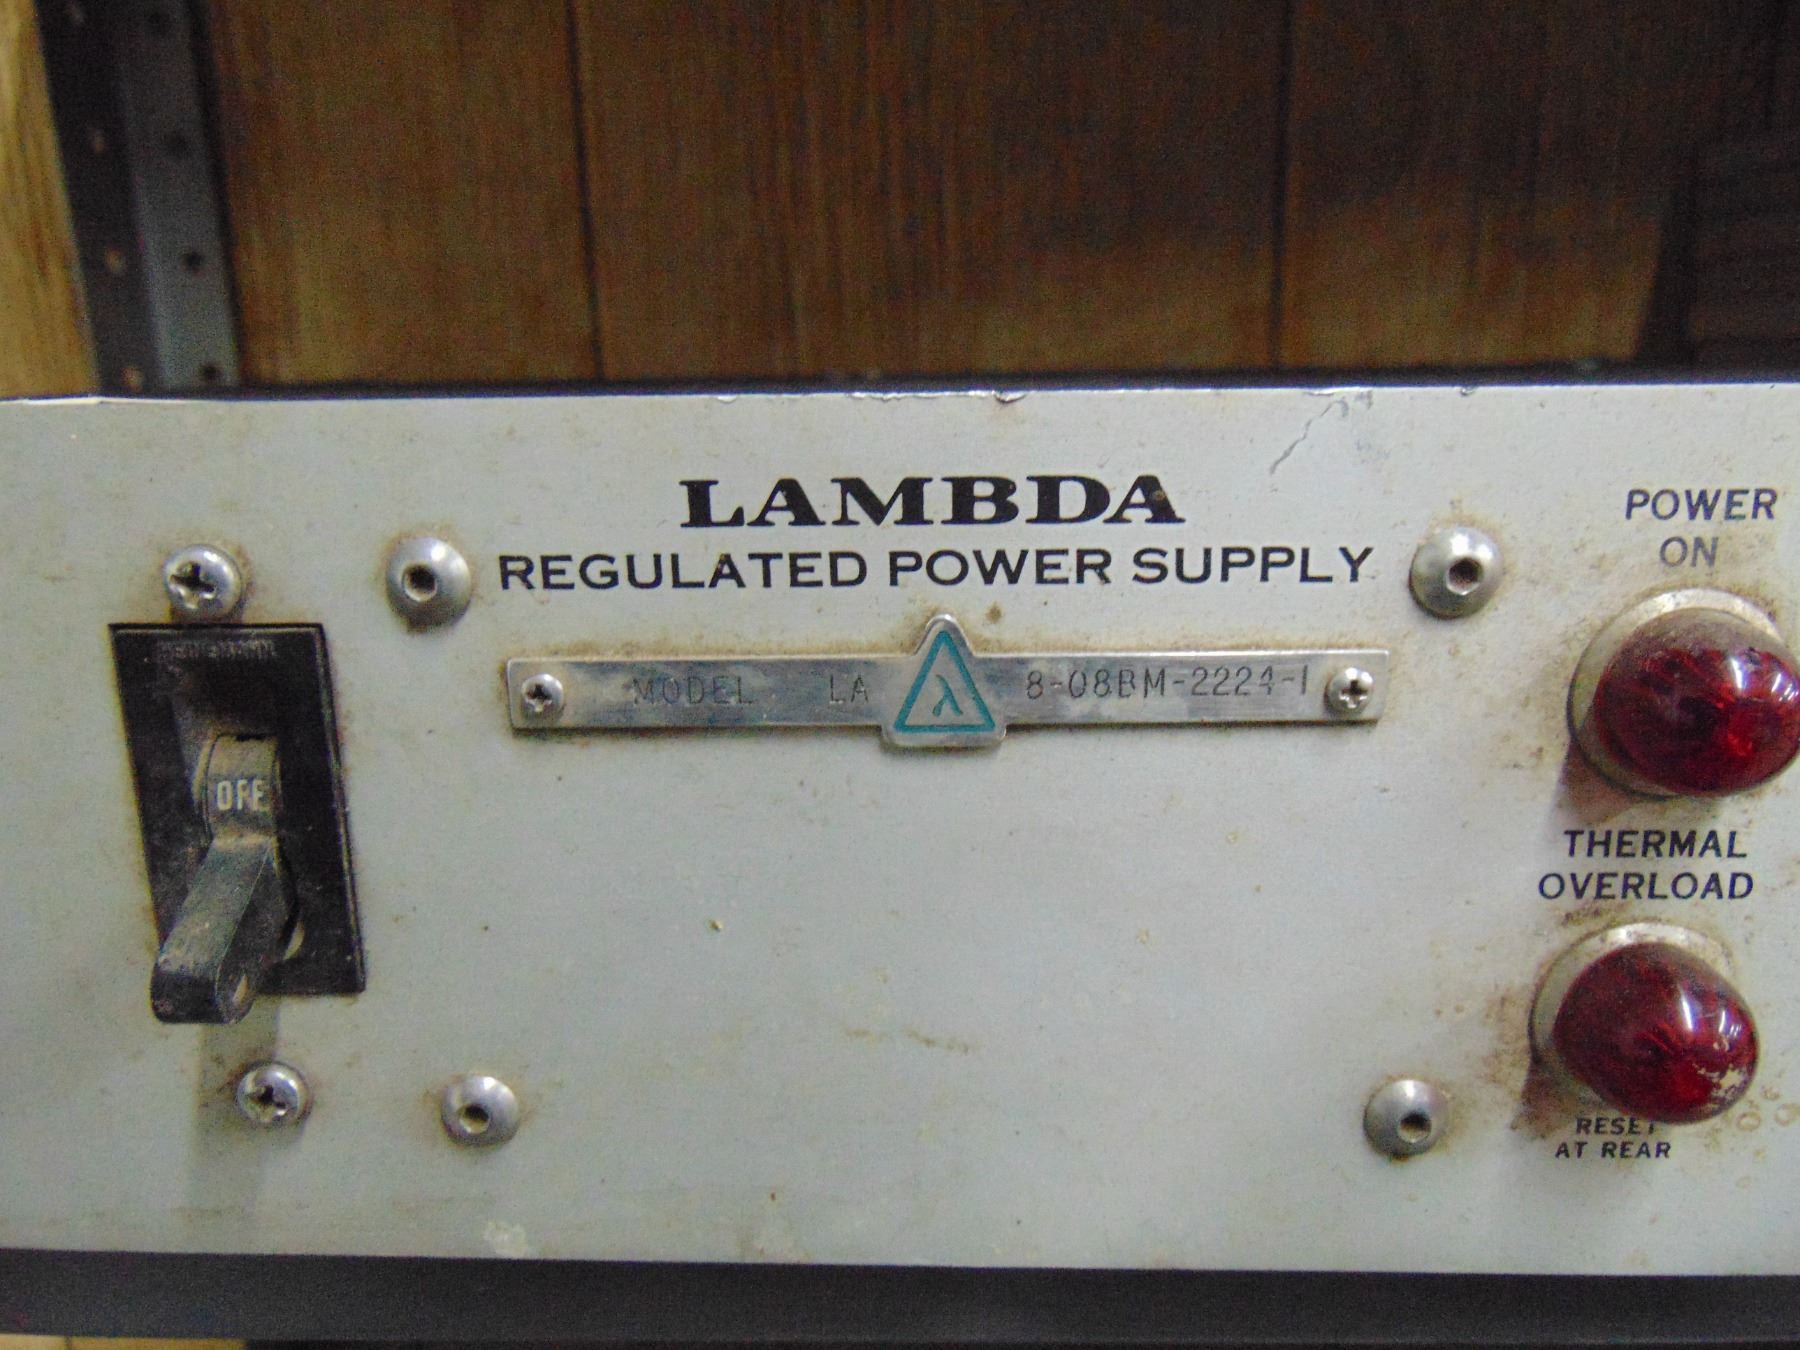 LAMBDA
REGULATED POWER SUPPLY
MODEL LA λ 8-08BM-2224-1
OFF
POWER
ON
THERMAL
OVERLOAD
RESET
AT REAR